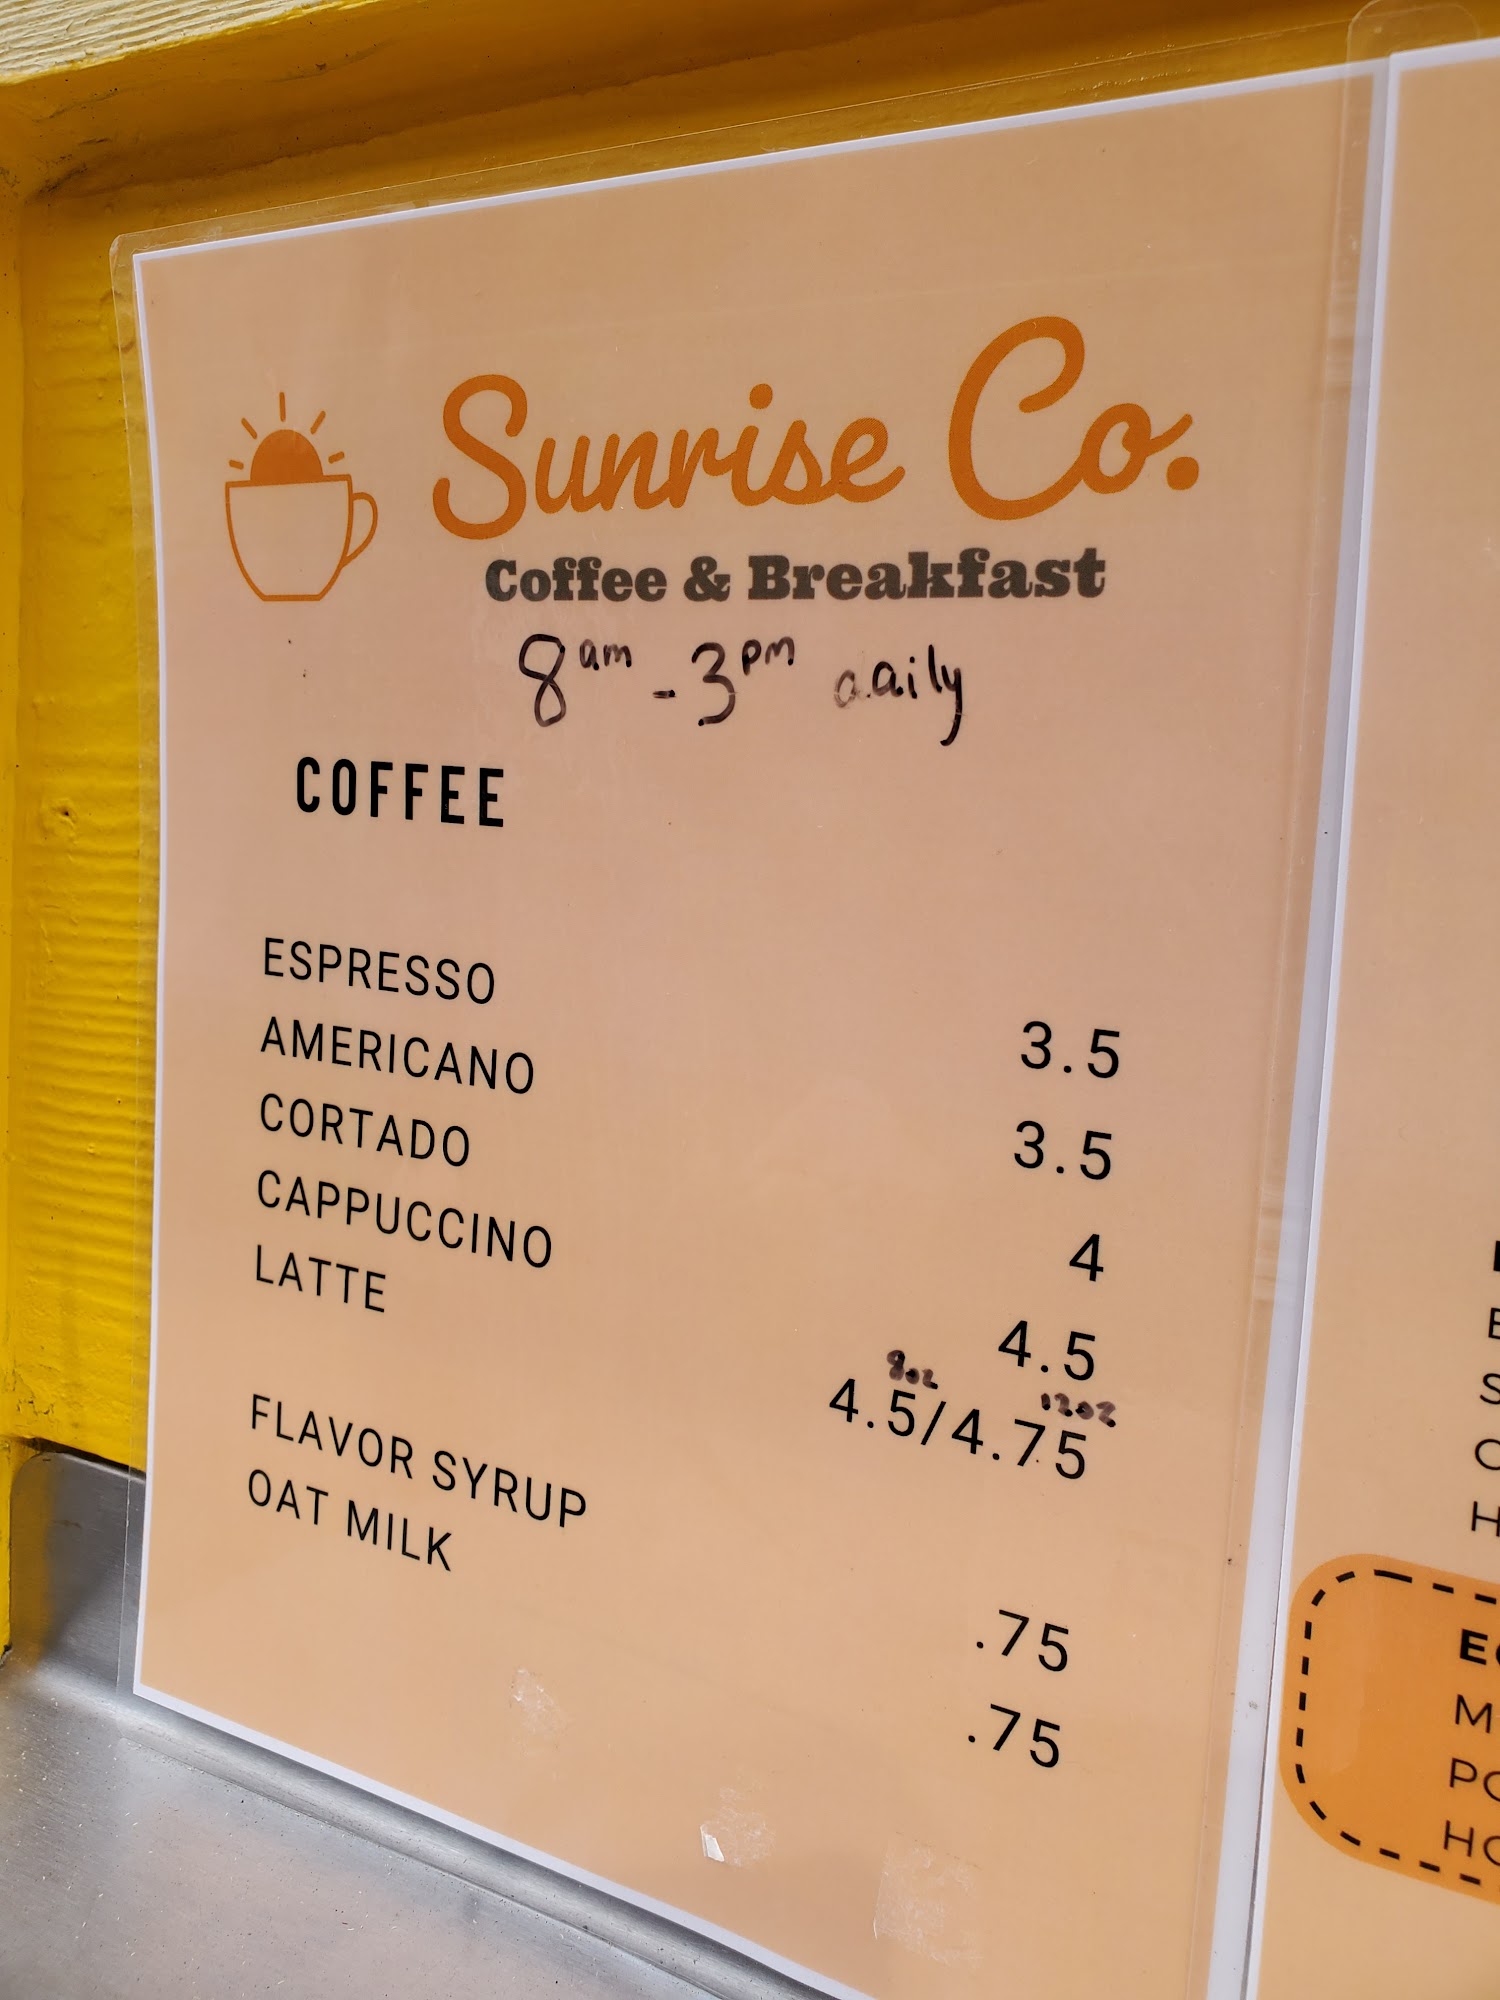 Sunrise Co.
Coffee & Breakfast
8am - 3pm daily
COFFEE
ESPRESSO 3.5
AMERICANO 3.5
CORTADO 4
CAPPUCCINO 4.5
8oz 12oz
LATTE 4.5/4.75
FLAVOR SYRUP .75
OAT MILK .75